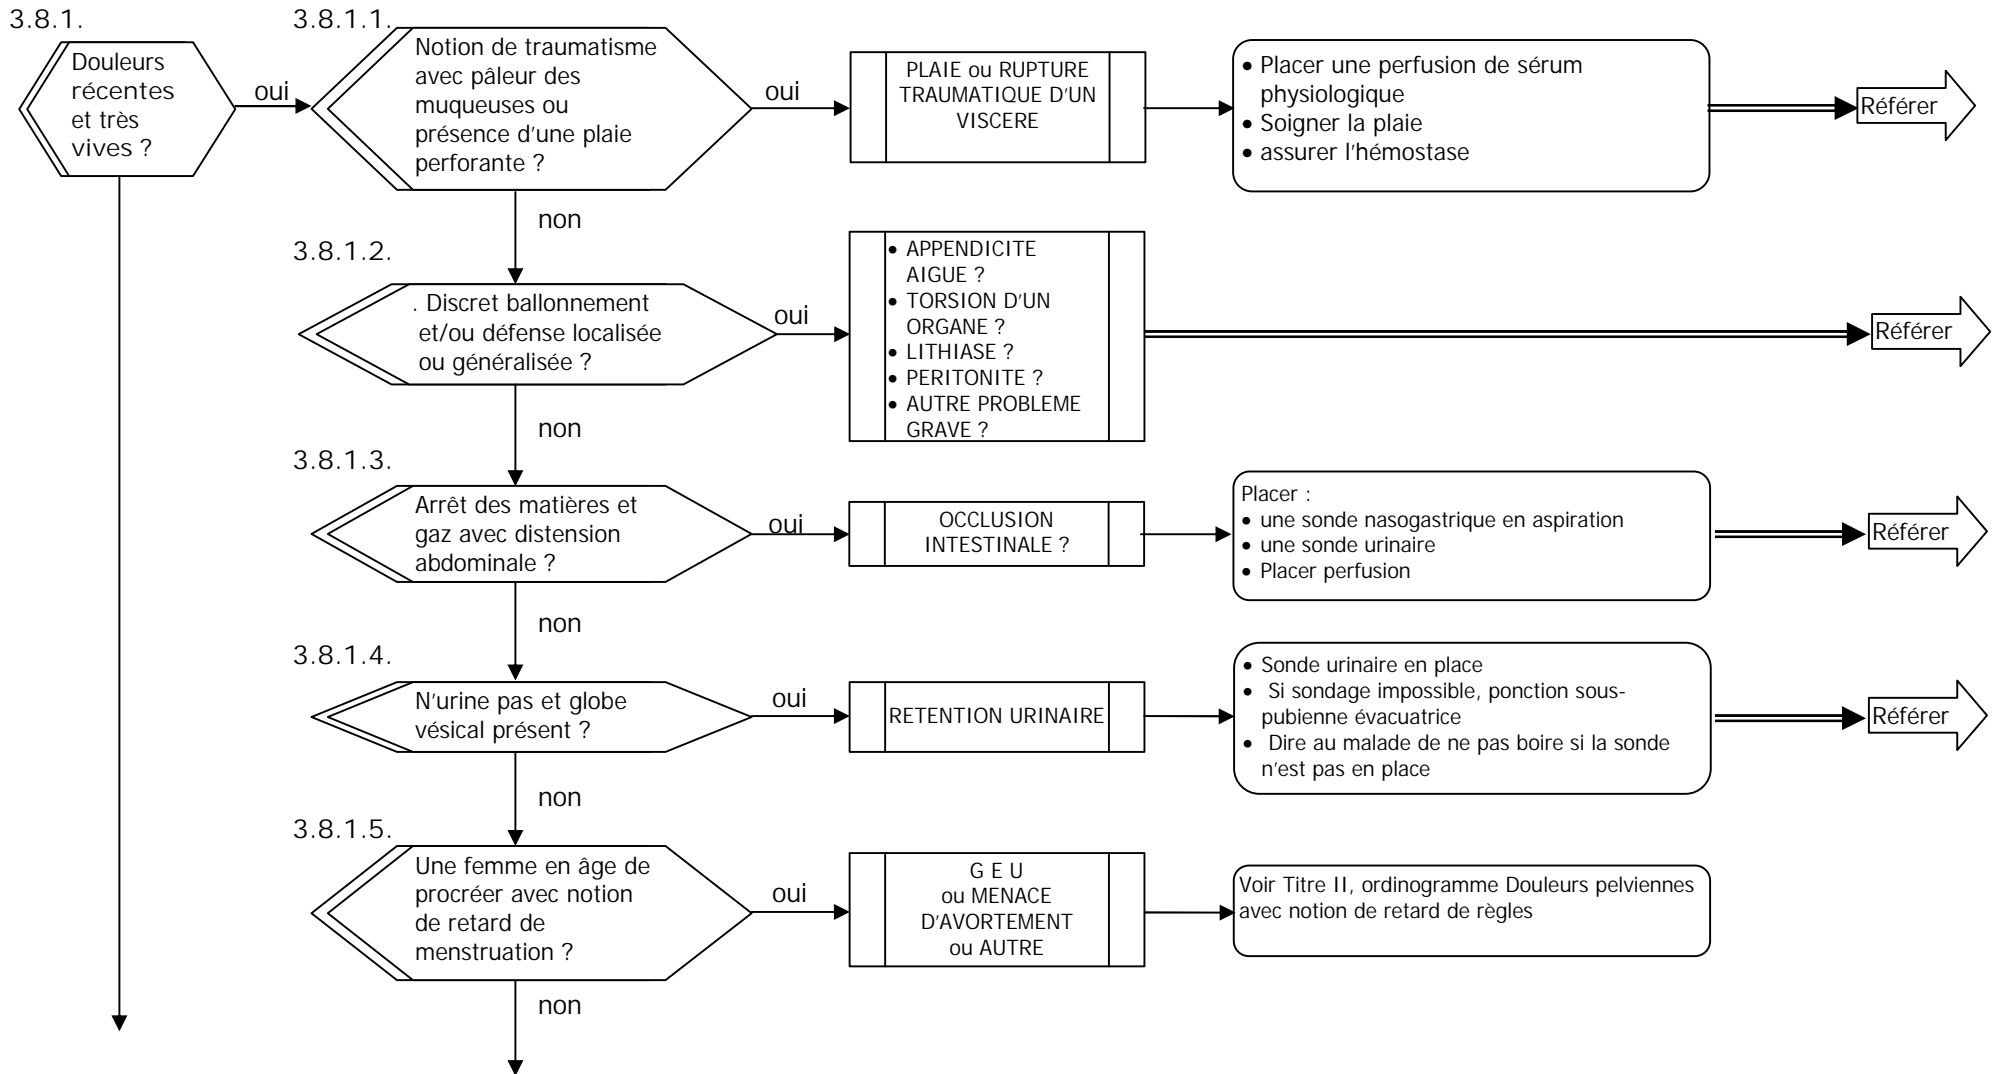 3.8.1.
Douleurs
récentes
et très
vives ?
oui
3.8.1.1.
Notion de traumatisme
avec pâleur des
muqueuses ou
présence d'une plaie
perforante ?
oui
PLAIE ou RUPTURE
TRAUMATIQUE D'UN
VISCERE
• Placer une perfusion de sérum
physiologique
• Soigner la plaie
• assurer l'hémostase
Référer
non
3.8.1.2.
. Discret ballonnement
et/ou défense localisée
ou généralisée ?
oui
• APPENDICITE
AIGUE ?
• TORSION D'UN
ORGANE ?
• LITHIASE ?
• PERITONITE ?
• AUTRE PROBLEME
GRAVE ?
Référer
non
3.8.1.3.
Arrêt des matières et
gaz avec distension
abdominale ?
oui
OCCLUSION
INTESTINALE ?
Placer :
• une sonde nasogastrique en aspiration
• une sonde urinaire
• Placer perfusion
Référer
non
3.8.1.4.
N'urine pas et globe
vésical présent ?
oui
RETENTION URINAIRE
• Sonde urinaire en place
• Si sondage impossible, ponction sous-
pubienne évacuatrice
• Dire au malade de ne pas boire si la sonde
n'est pas en place
Référer
non
3.8.1.5.
Une femme en âge de
procréer avec notion
de retard de
menstruation ?
oui
G E U
ou MENACE
D'AVORTEMENT
ou AUTRE
Voir Titre II, ordinogramme Douleurs pelviennes
avec notion de retard de règles
non